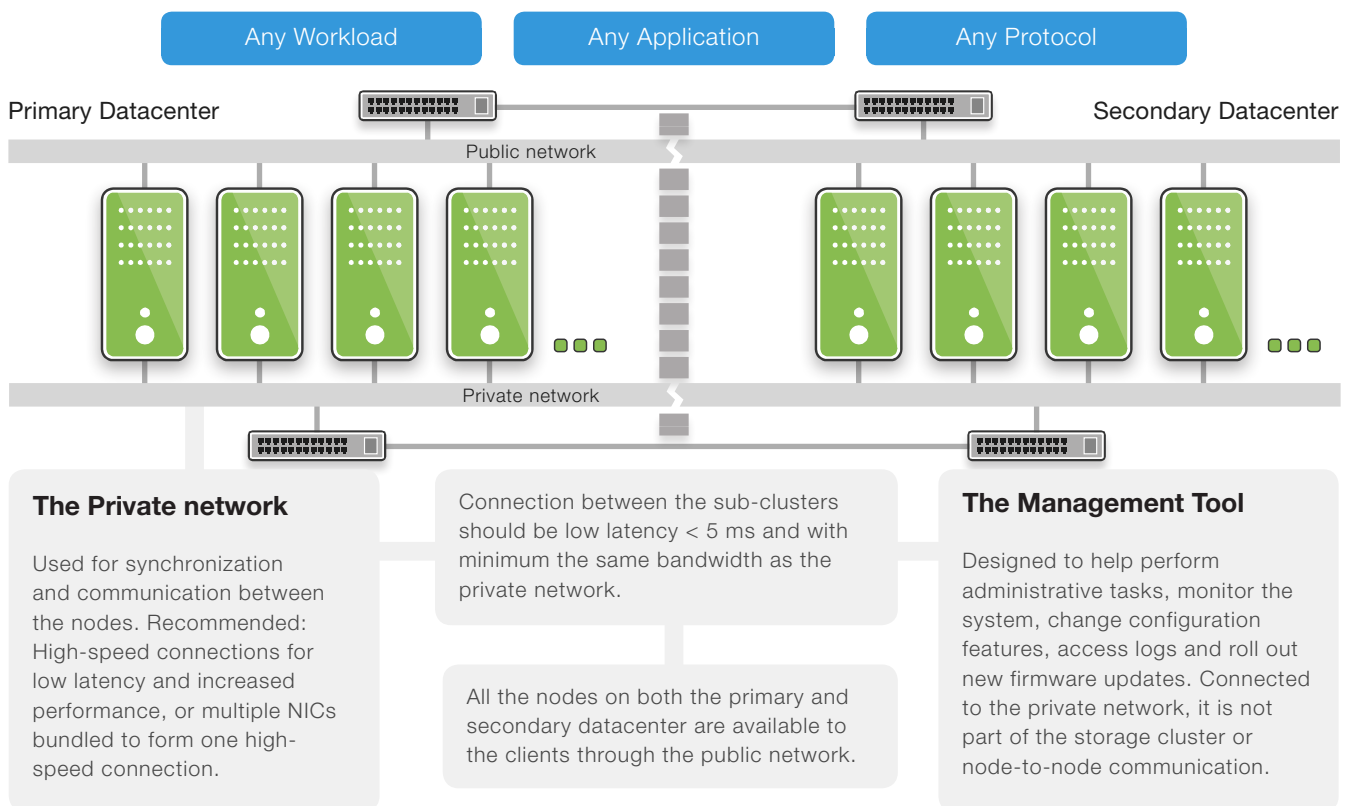 Any Workload
Any Application
Any Protocol
Primary Datacenter
Secondary Datacenter
Public network
Private network
The Private network
Used for synchronization
and communication between
the nodes. Recommended:
High-speed connections for
low latency and increased
performance, or multiple NICs
bundled to form one high-
speed connection.
Connection between the sub-clusters
should be low latency < 5 ms and with
minimum the same bandwidth as the
private network.
All the nodes on both the primary and
secondary datacenter are available to
the clients through the public network.
The Management Tool
Designed to help perform
administrative tasks, monitor the
system, change configuration
features, access logs and roll out
new firmware updates. Connected
to the private network, it is not
part of the storage cluster or
node-to-node communication.